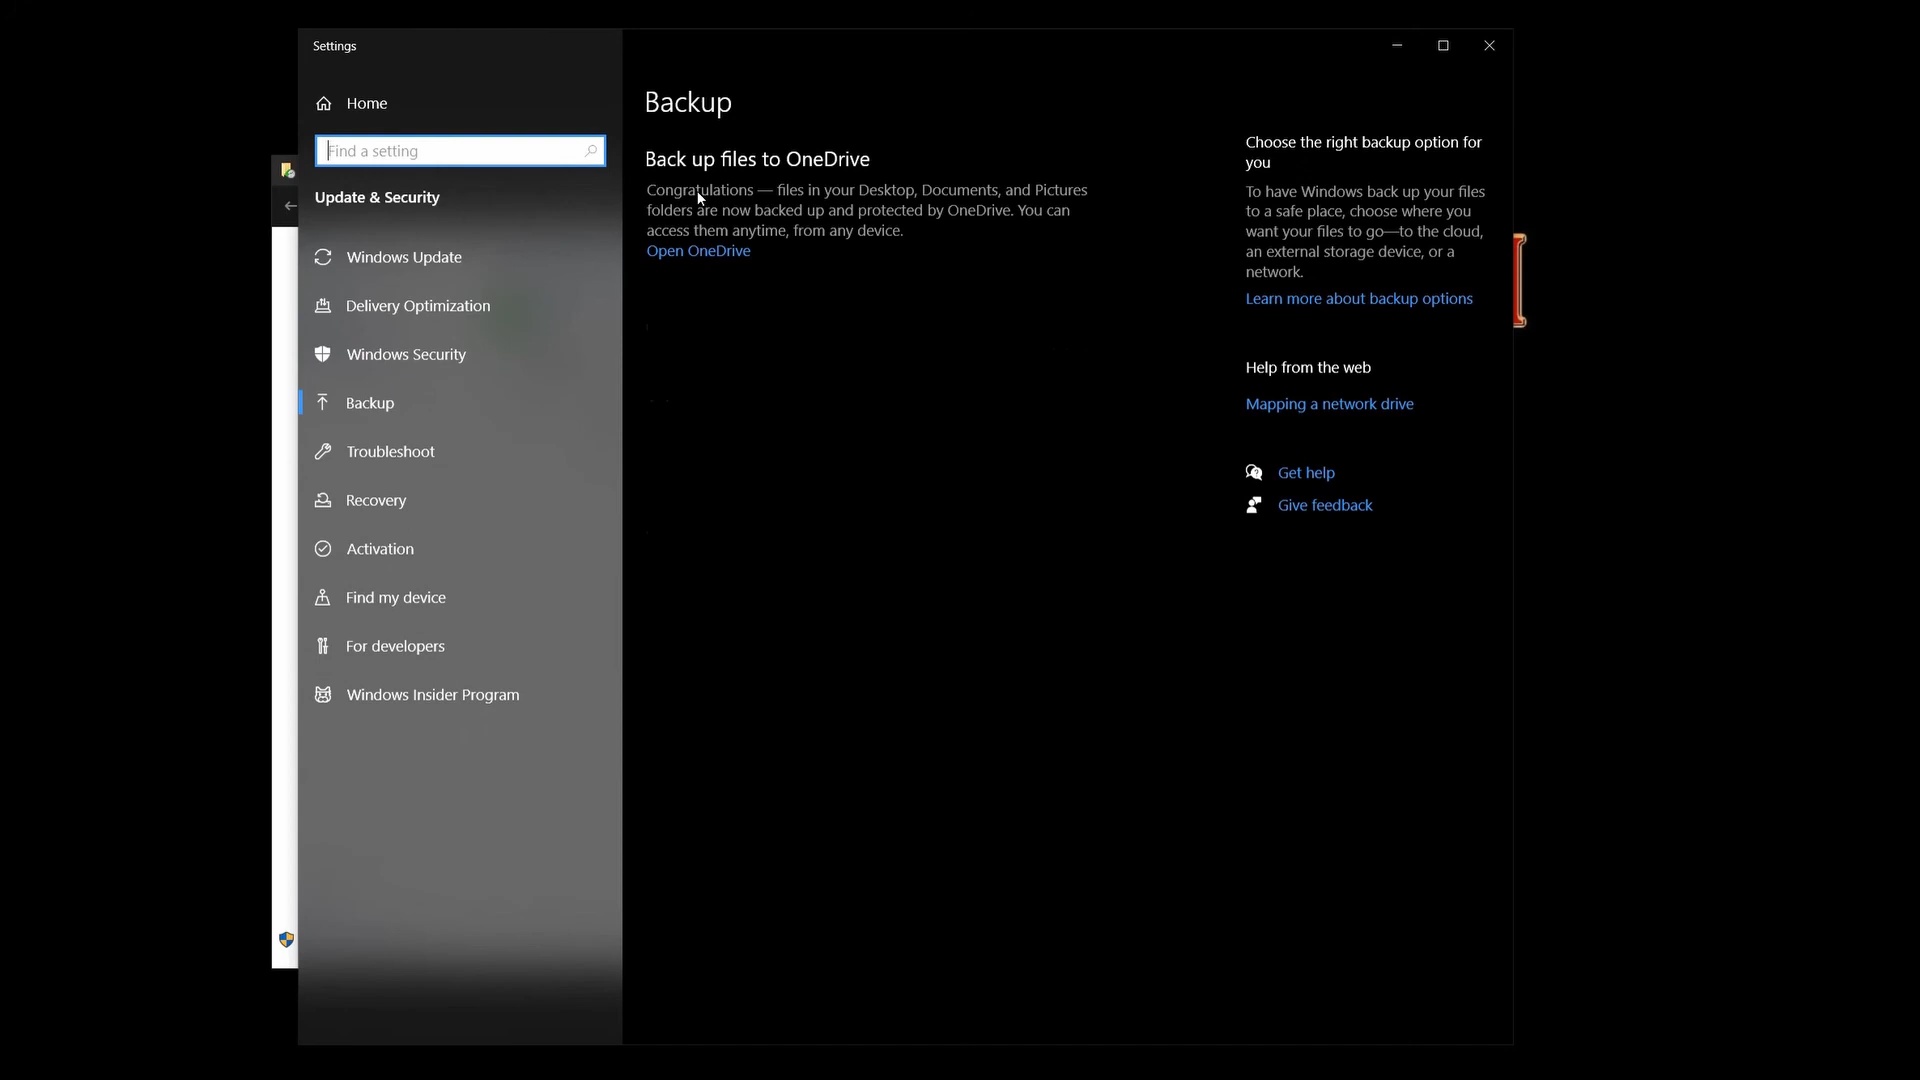 Settings
Home
Find a setting
Update & Security
Windows Update
Delivery Optimization
Windows Security
Backup
Troubleshoot
Recovery
Activation
Find my device
For developers
Windows Insider Program
Backup
Back up files to OneDrive
Congratulations — files in your Desktop, Documents, and Pictures
folders are now backed up and protected by OneDrive. You can
access them anytime, from any device.
Open OneDrive
Choose the right backup option for
you
To have Windows back up your files
to a safe place, choose where you
want your files to go—to the cloud,
an external storage device, or a
network.
Learn more about backup options
Help from the web
Mapping a network drive
Get help
Give feedback